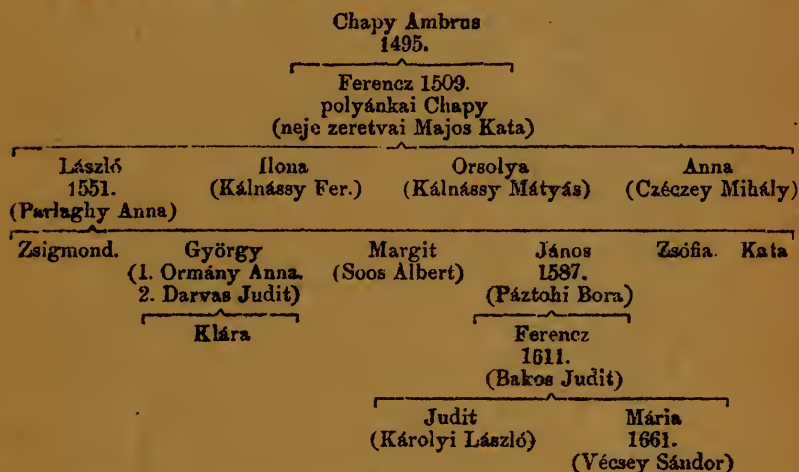 Chapy Ambrus
1495.
Ferencz 1509.
polyánkai Chapy
(neje zeretvai Majos Kata)
László Ilona Orsolya Anna
1551. (Kálnássy Fer.) (Kálnássy Mátyás) (Czéczey Mihály)
(Parlaghy Anna)
Zsigmond. György Margit János Zsófia. Kata
(1. Ormány Anna. (Soos Albert) 1587.
2. Darvas Judit) (Páztohi Bora)
Klára Ferencz
1611.
(Bakos Judit)
Judit Mária
(Károlyi László) 1661.
(Vécsey Sándor)